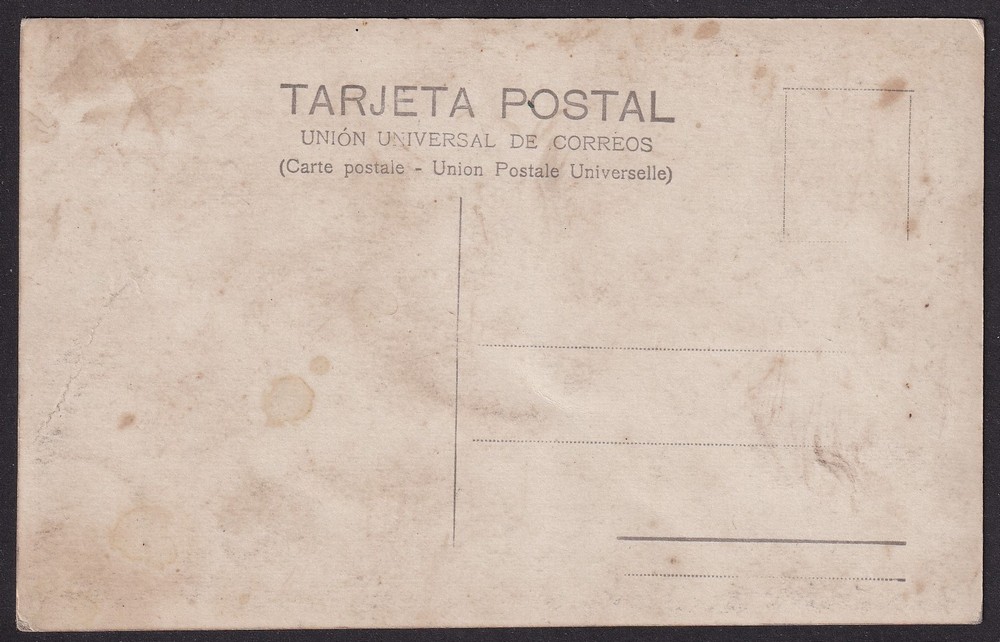 TARJETA POSTAL
UNIÓN UNIVERSAL DE CORREOS
(Carte postale - Union Postale Universelle)